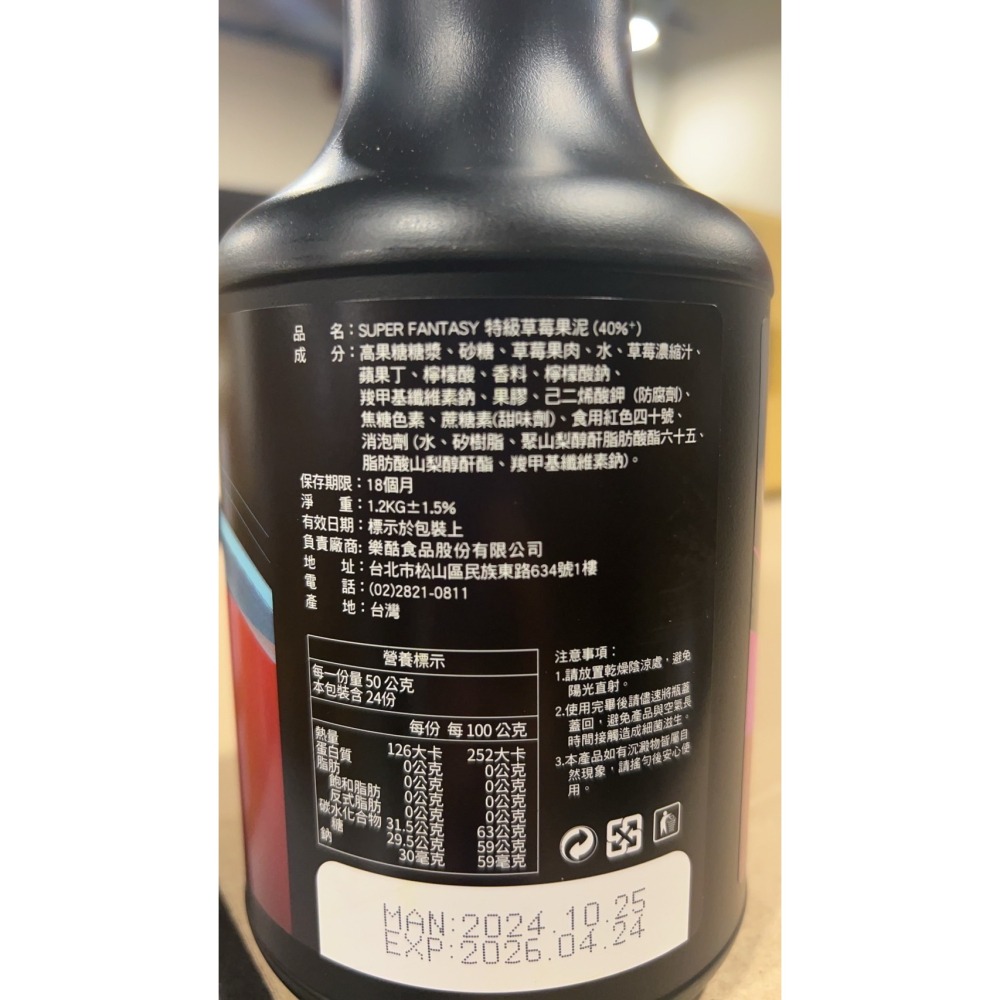 品 名：SUPER FANTASY 特級草莓果泥 (40%⁺)
成 分：高果糖糖漿、砂糖、草莓果肉、水、草莓濃縮汁、
蘋果丁、檸檬酸、香料、檸檬酸鈉、
羧甲基纖維素鈉、果膠、己二烯酸鉀 (防腐劑)、
焦糖色素、蔗糖素(甜味劑)、食用紅色四十號、
消泡劑 (水、矽樹脂、聚山梨醇酐脂肪酸酯六十五、
脂肪酸山梨醇酐酯、羧甲基纖維素鈉)。
保存期限：18個月
淨 重：1.2KG±1.5%
有效日期：標示於包裝上
負責廠商：樂酷食品股份有限公司
地 址：台北市松山區民族東路634號1樓
電 話：(02)2821-0811
產 地：台灣
營養標示
每一份量 50 公克
本包裝含 24份
每份 每 100 公克
熱量 126大卡 252大卡
蛋白質 0公克 0公克
脂肪 0公克 0公克
飽和脂肪 0公克 0公克
反式脂肪 0公克 0公克
碳水化合物 31.5公克 63公克
糖 29.5公克 59公克
鈉 30毫克 59毫克
注意事項：
1.請放置乾燥陰涼處，避免
陽光直射。
2.使用完畢後請儘速將瓶蓋
蓋回，避免產品與空氣長
時間接觸造成細菌滋生。
3.本產品如有沉澱物皆屬自
然現象，請搖勻後安心使
用。
MAN:2024.10.25
EXP:2026.04.24